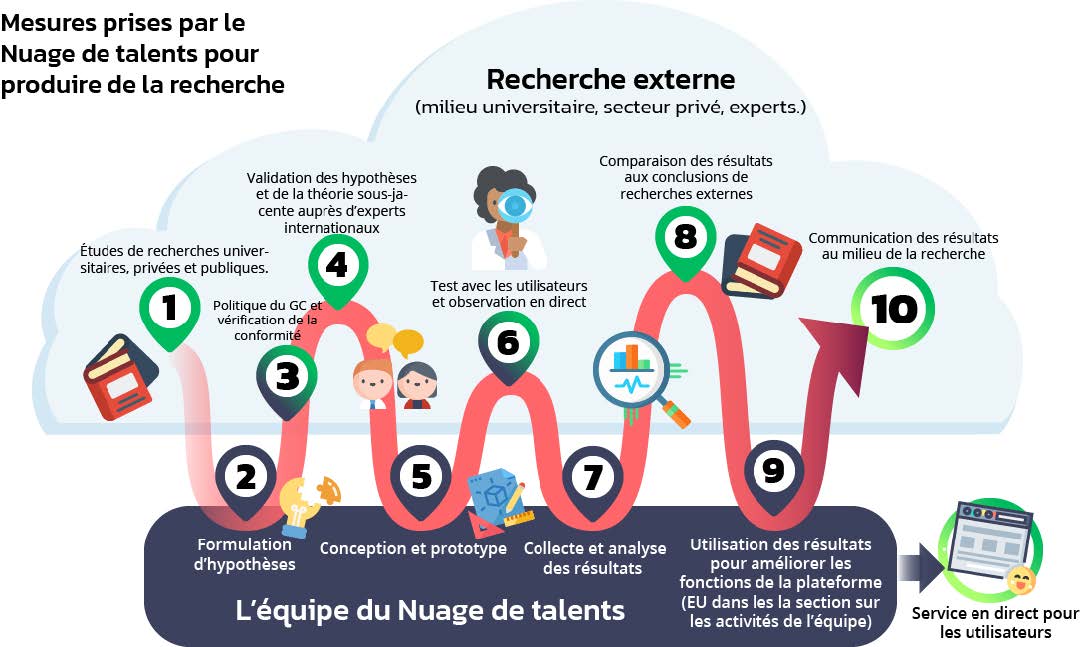 Mesures prises par le
Nuage de talents pour
produire de la recherche
Recherche externe
(milieu universitaire, secteur privé, experts.)
Études de recherches univer-
sitaires, privées et publiques.
1
Formulation
d'hypothèses
2
Politique du GC et
vérification de la
conformité
3
Validation des hypothèses
et de la théorie sous-ja-
cente auprès d'experts
internationaux
4
Conception et prototype
5
Test avec les utilisateurs
et observation en direct
6
Collecte et analyse
des résultats
7
Comparaison des résultats
aux conclusions de
recherches externes
8
Utilisation des résultats
pour améliorer les
fonctions de la plateforme
(EU dans les la section sur
les activités de l'équipe)
9
Communication des résultats
au milieu de la recherche
10
L'équipe du Nuage de talents
Service en direct pour
les utilisateurs